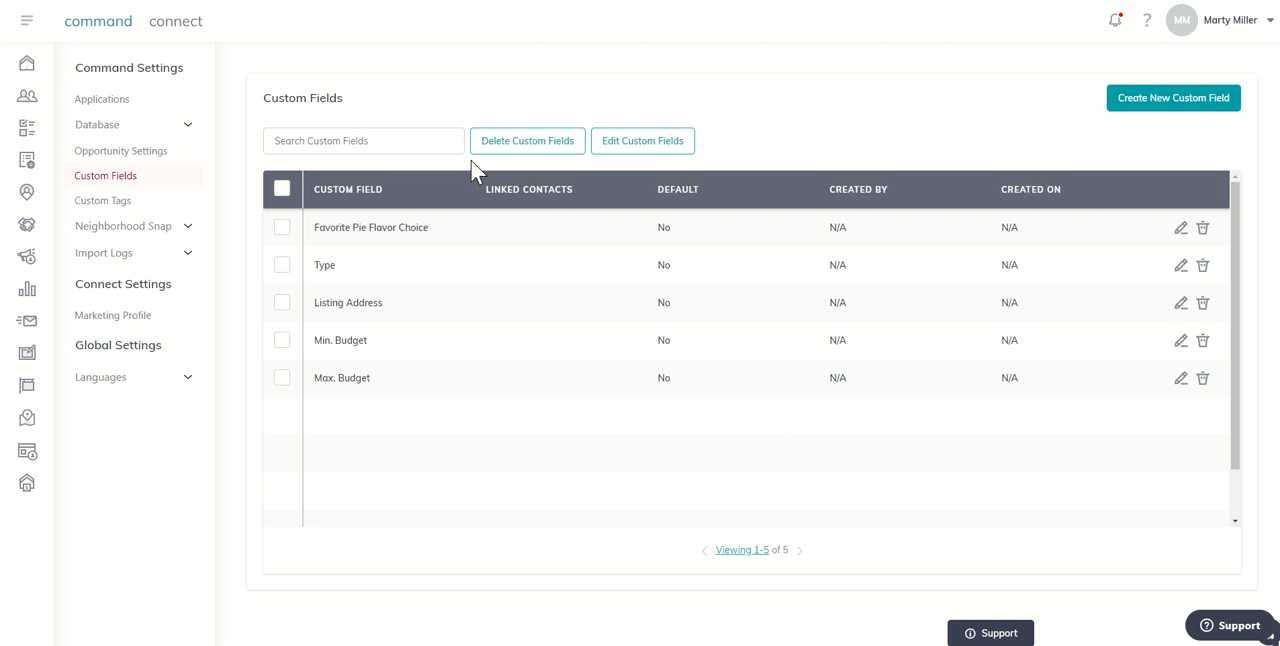 command connect
? MM Marty Miller
Command Settings
Applications
Database
Opportunity Settings
Custom Fields
Custom Tags
Neighborhood Snap
Import Logs
Connect Settings
Marketing Profile
Global Settings
Languages
Custom Fields
Create New Custom Field
Search Custom Fields Delete Custom Fields Edit Custom Fields
CUSTOM FIELD LINKED CONTACTS DEFAULT CREATED BY CREATED ON
Favorite Pie Flavor Choice No N/A N/A
Type No N/A N/A
Listing Address No N/A N/A
Min. Budget No N/A N/A
Max. Budget No N/A N/A
Viewing 1-5 of 5
Support
Support